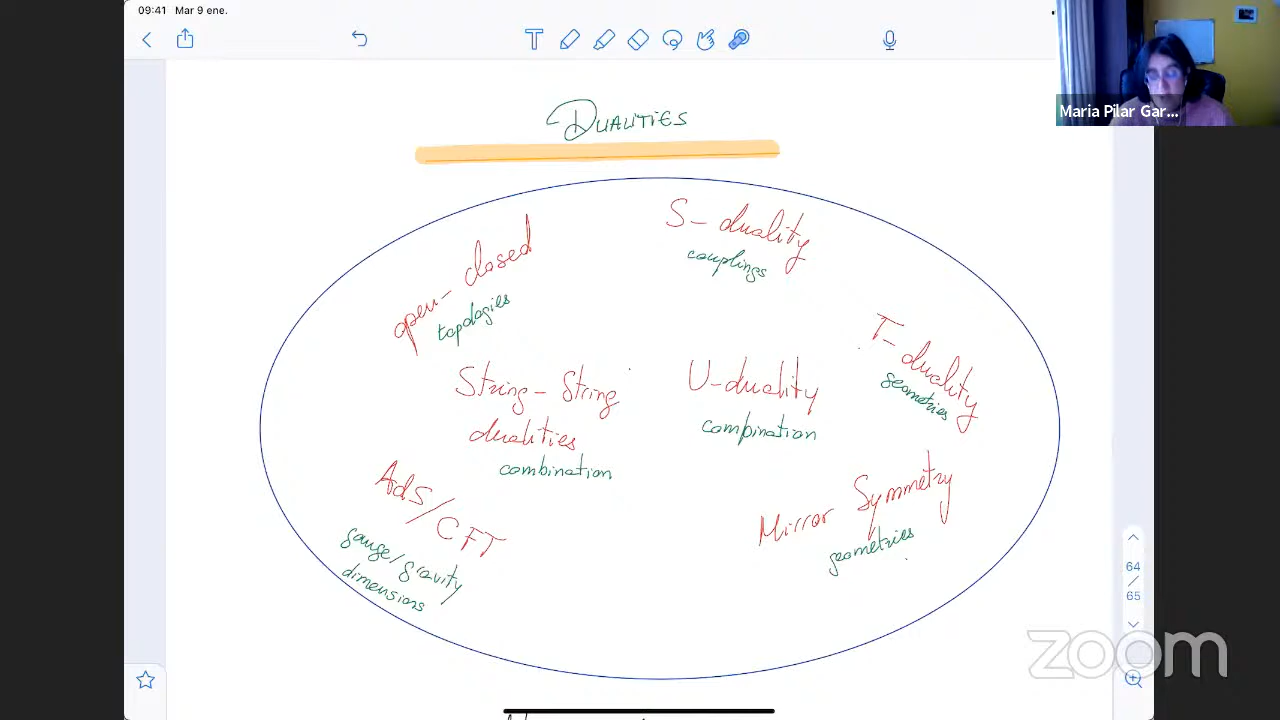 09:41 Mar 9 ene.
Maria Pilar Gar...
DUALITIES
S-duality
couplings
open-closed
topologies
T-duality
geometries
String-String
dualities
combination
U-duality
combination
AdS/CFT
gauge/gravity
dimensions
Mirror Symmetry
geometries
64
/
65
zoom